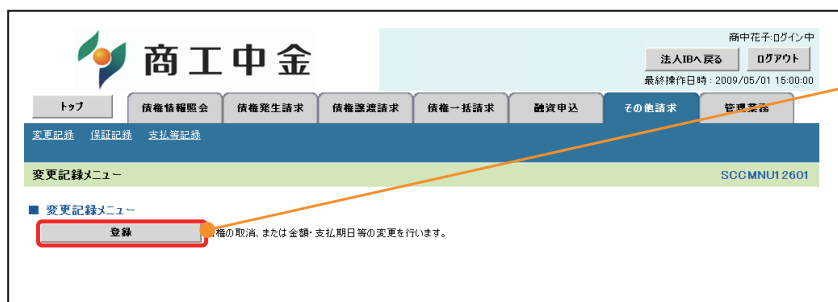 商工中金
商中花子:ログイン中
法人IBへ戻る ログアウト
最終操作日時:2009/05/01 15:00:00
トップ 債権情報照会 債権発生請求 債権譲渡請求 債権一括請求 融資申込 その他請求 管理業務
変更記録 保証記録 支払等記録
変更記録メニュー SCCMNU12601
■ 変更記録メニュー
登録 権の取消、または金額・支払期日等の変更を行います。